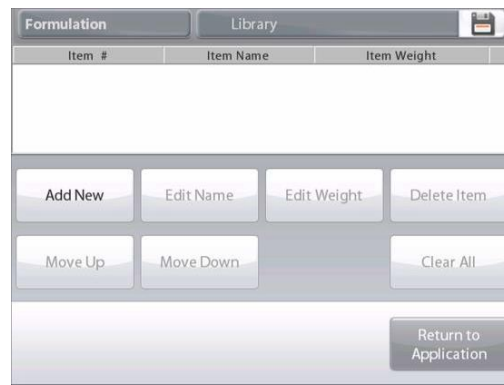 Formulation Library
Item # Item Name Item Weight
Add New Edit Name Edit Weight Delete Item
Move Up Move Down Clear All
Return to
Application